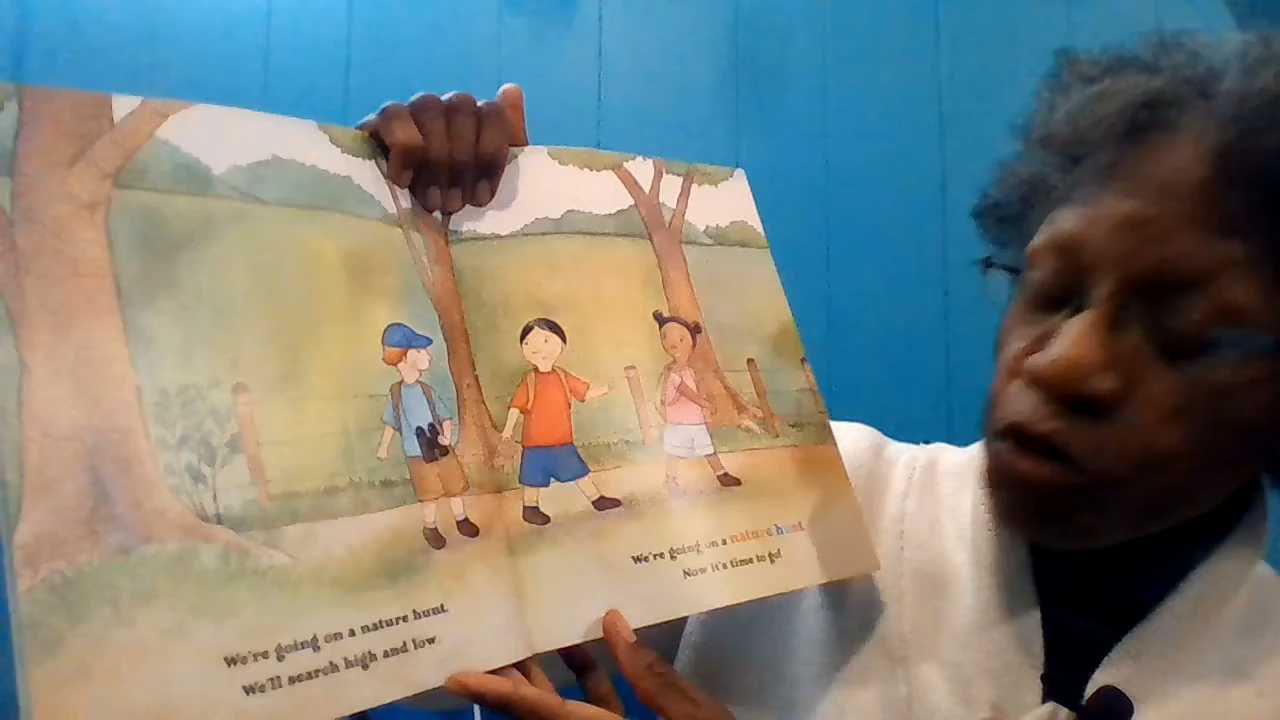 We're going on a nature hunt.
We'll search high and low.
We're going on a nature hunt.
Now it's time to go!